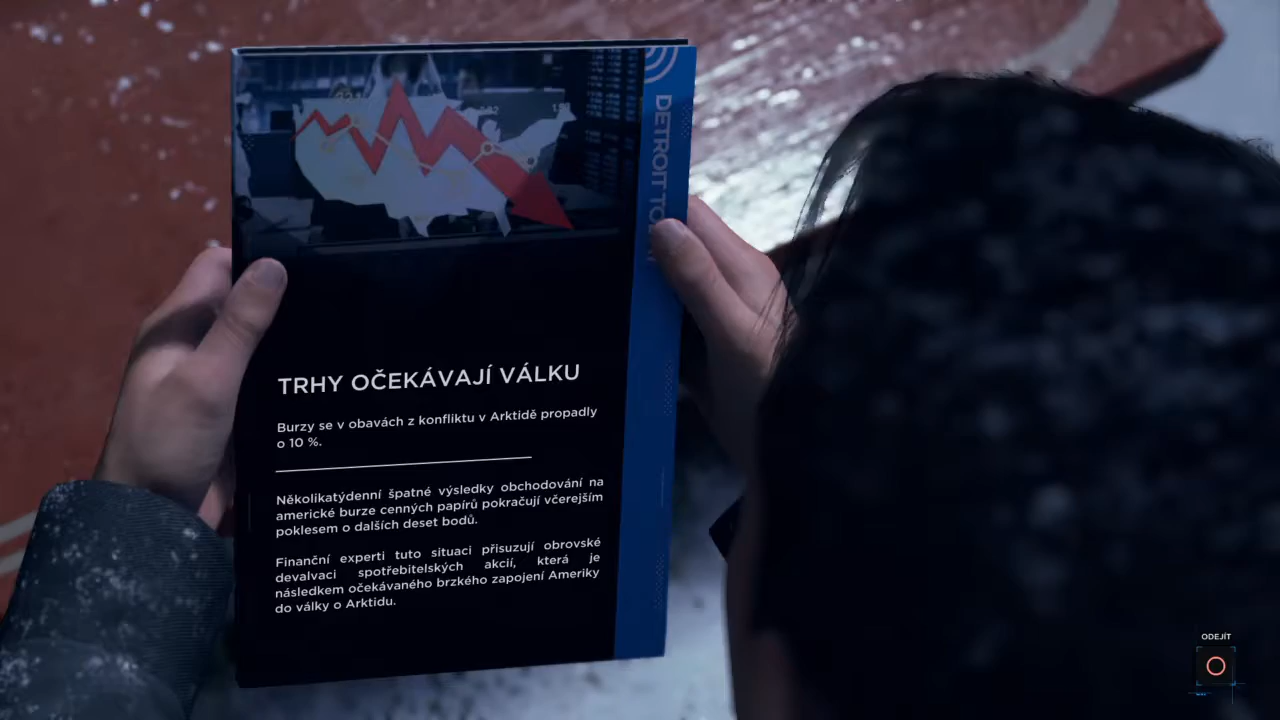 DETROIT
TRHY OČEKÁVAJÍ VÁLKU
Burzy se v obavách z konfliktu v Arktidě propadly
o 10 %.
Několikatýdenní špatné výsledky obchodování na
americké burze cenných papírů pokračují včerejším
poklesem o dalších deset bodů.
Finanční experti tuto situaci přisuzují obrovské
devalvaci spotřebitelských akcií, která je
následkem očekávaného brzkého zapojení Ameriky
do války o Arktidu.
ODEJÍT